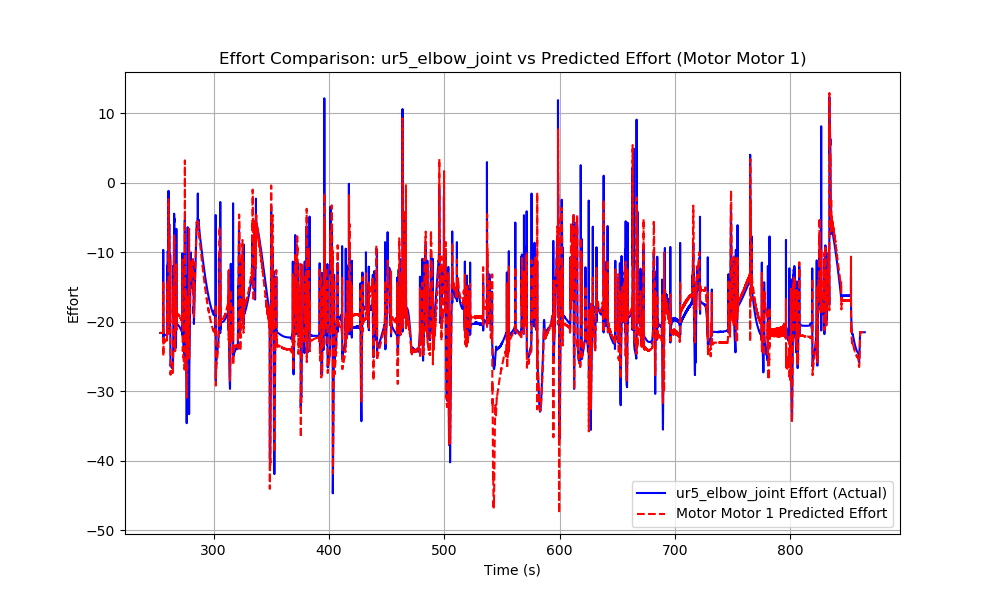 Effort Comparison: ur5_elbow_joint vs Predicted Effort (Motor Motor 1)
Effort
10
0
−10
−20
−30
−40
−50
300
400
500
600
700
800
Time (s)
ur5_elbow_joint Effort (Actual)
Motor Motor 1 Predicted Effort